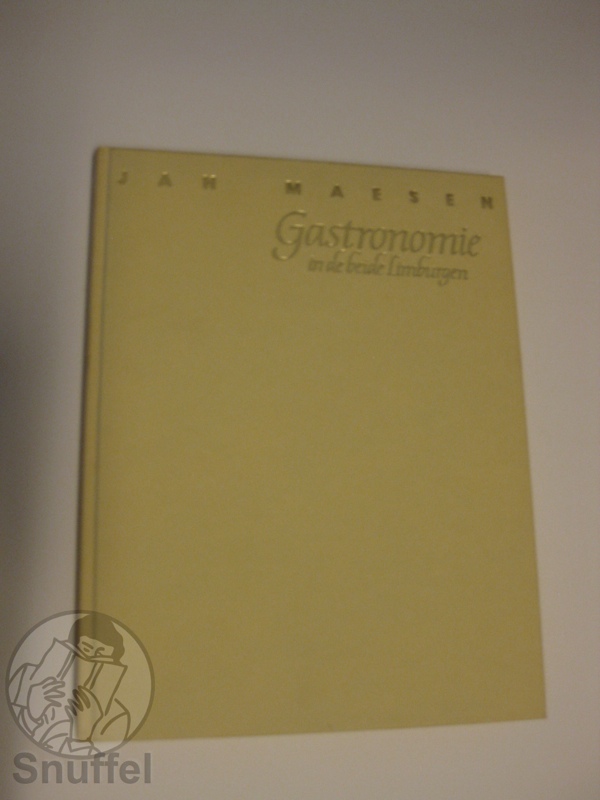 JAN MAESEN
Gastronomie
in de beide Limburgen
Snuffel